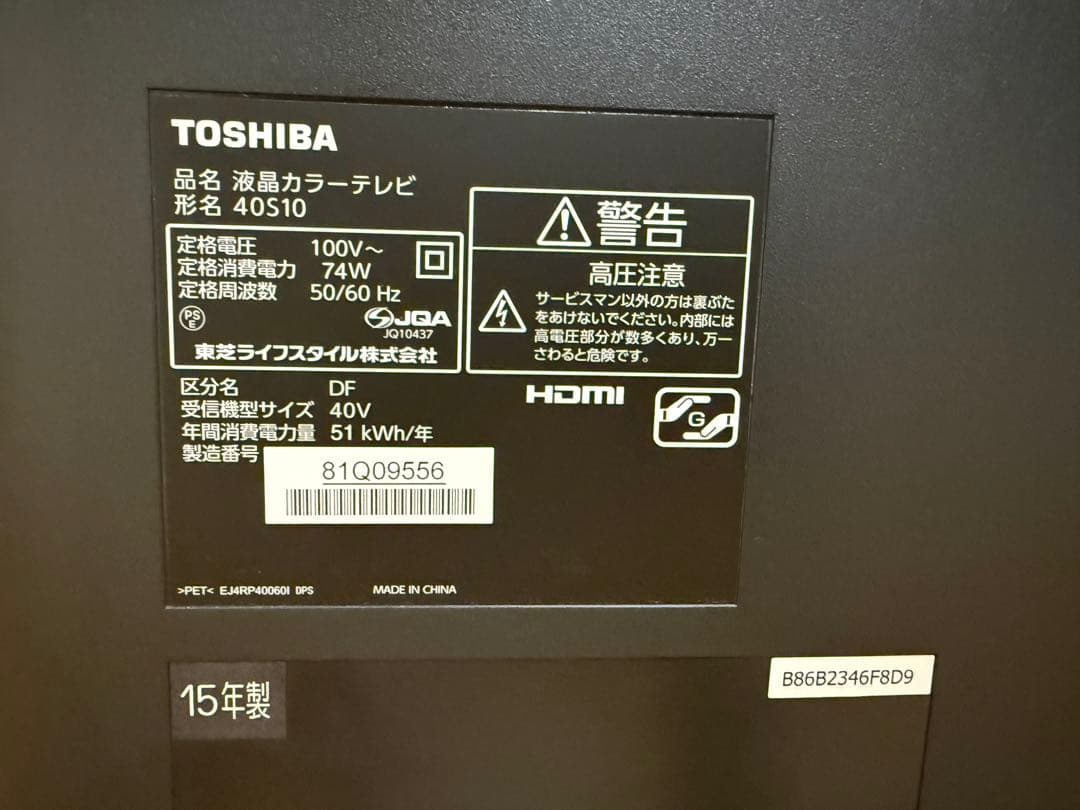 TOSHIBA
品名 液晶カラーテレビ
形名 40S10
定格電圧 100V～
定格消費電力 74W
定格周波数 50/60 Hz
PS
E
JQA
JQ10437
東芝ライフスタイル株式会社
警告
高圧注意
サービスマン以外の方は裏ぶた
をあけないでください。内部には
高電圧部分が数多くあり、万一
さわると危険です。
区分名 DF
受信機型サイズ 40V
年間消費電力量 51 kWh/年
製造番号
81Q09556
HDMI
G
>PET< EJ4RP40060I DPS
MADE IN CHINA
15年製
B86B2346F8D9